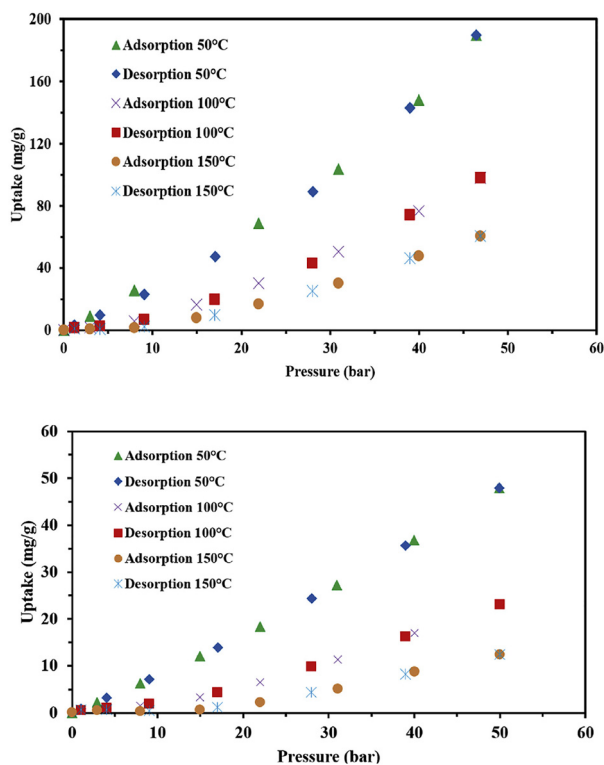 200
160
120
80
40
0
Uptake (mg/g)
Adsorption 50°C
Desorption 50°C
Adsorption 100°C
Desorption 100°C
Adsorption 150°C
Desorption 150°C
0 10 20 30 40 50 60
Pressure (bar)
60
50
40
30
20
10
0
Uptake (mg/g)
Adsorption 50°C
Desorption 50°C
Adsorption 100°C
Desorption 100°C
Adsorption 150°C
Desorption 150°C
0 10 20 30 40 50 60
Pressure (bar)